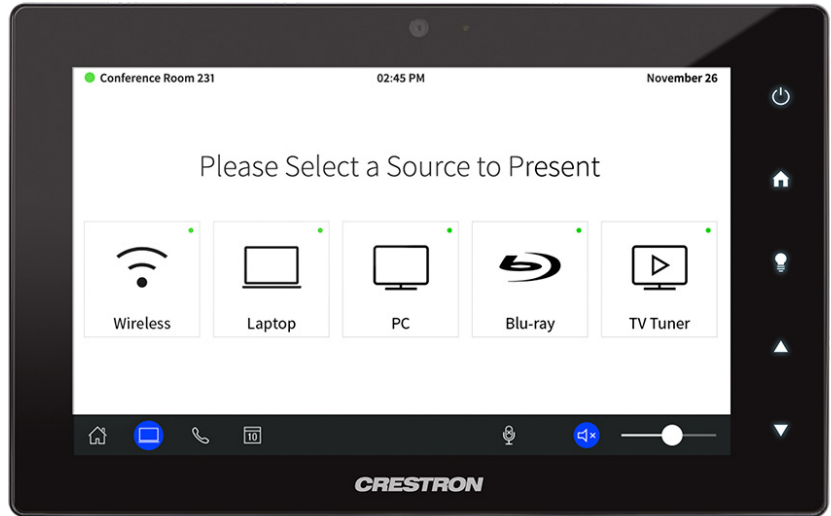 Conference Room 231 02:45 PM November 26
Please Select a Source to Present
Wireless Laptop PC Blu-ray TV Tuner
10
CRESTRON